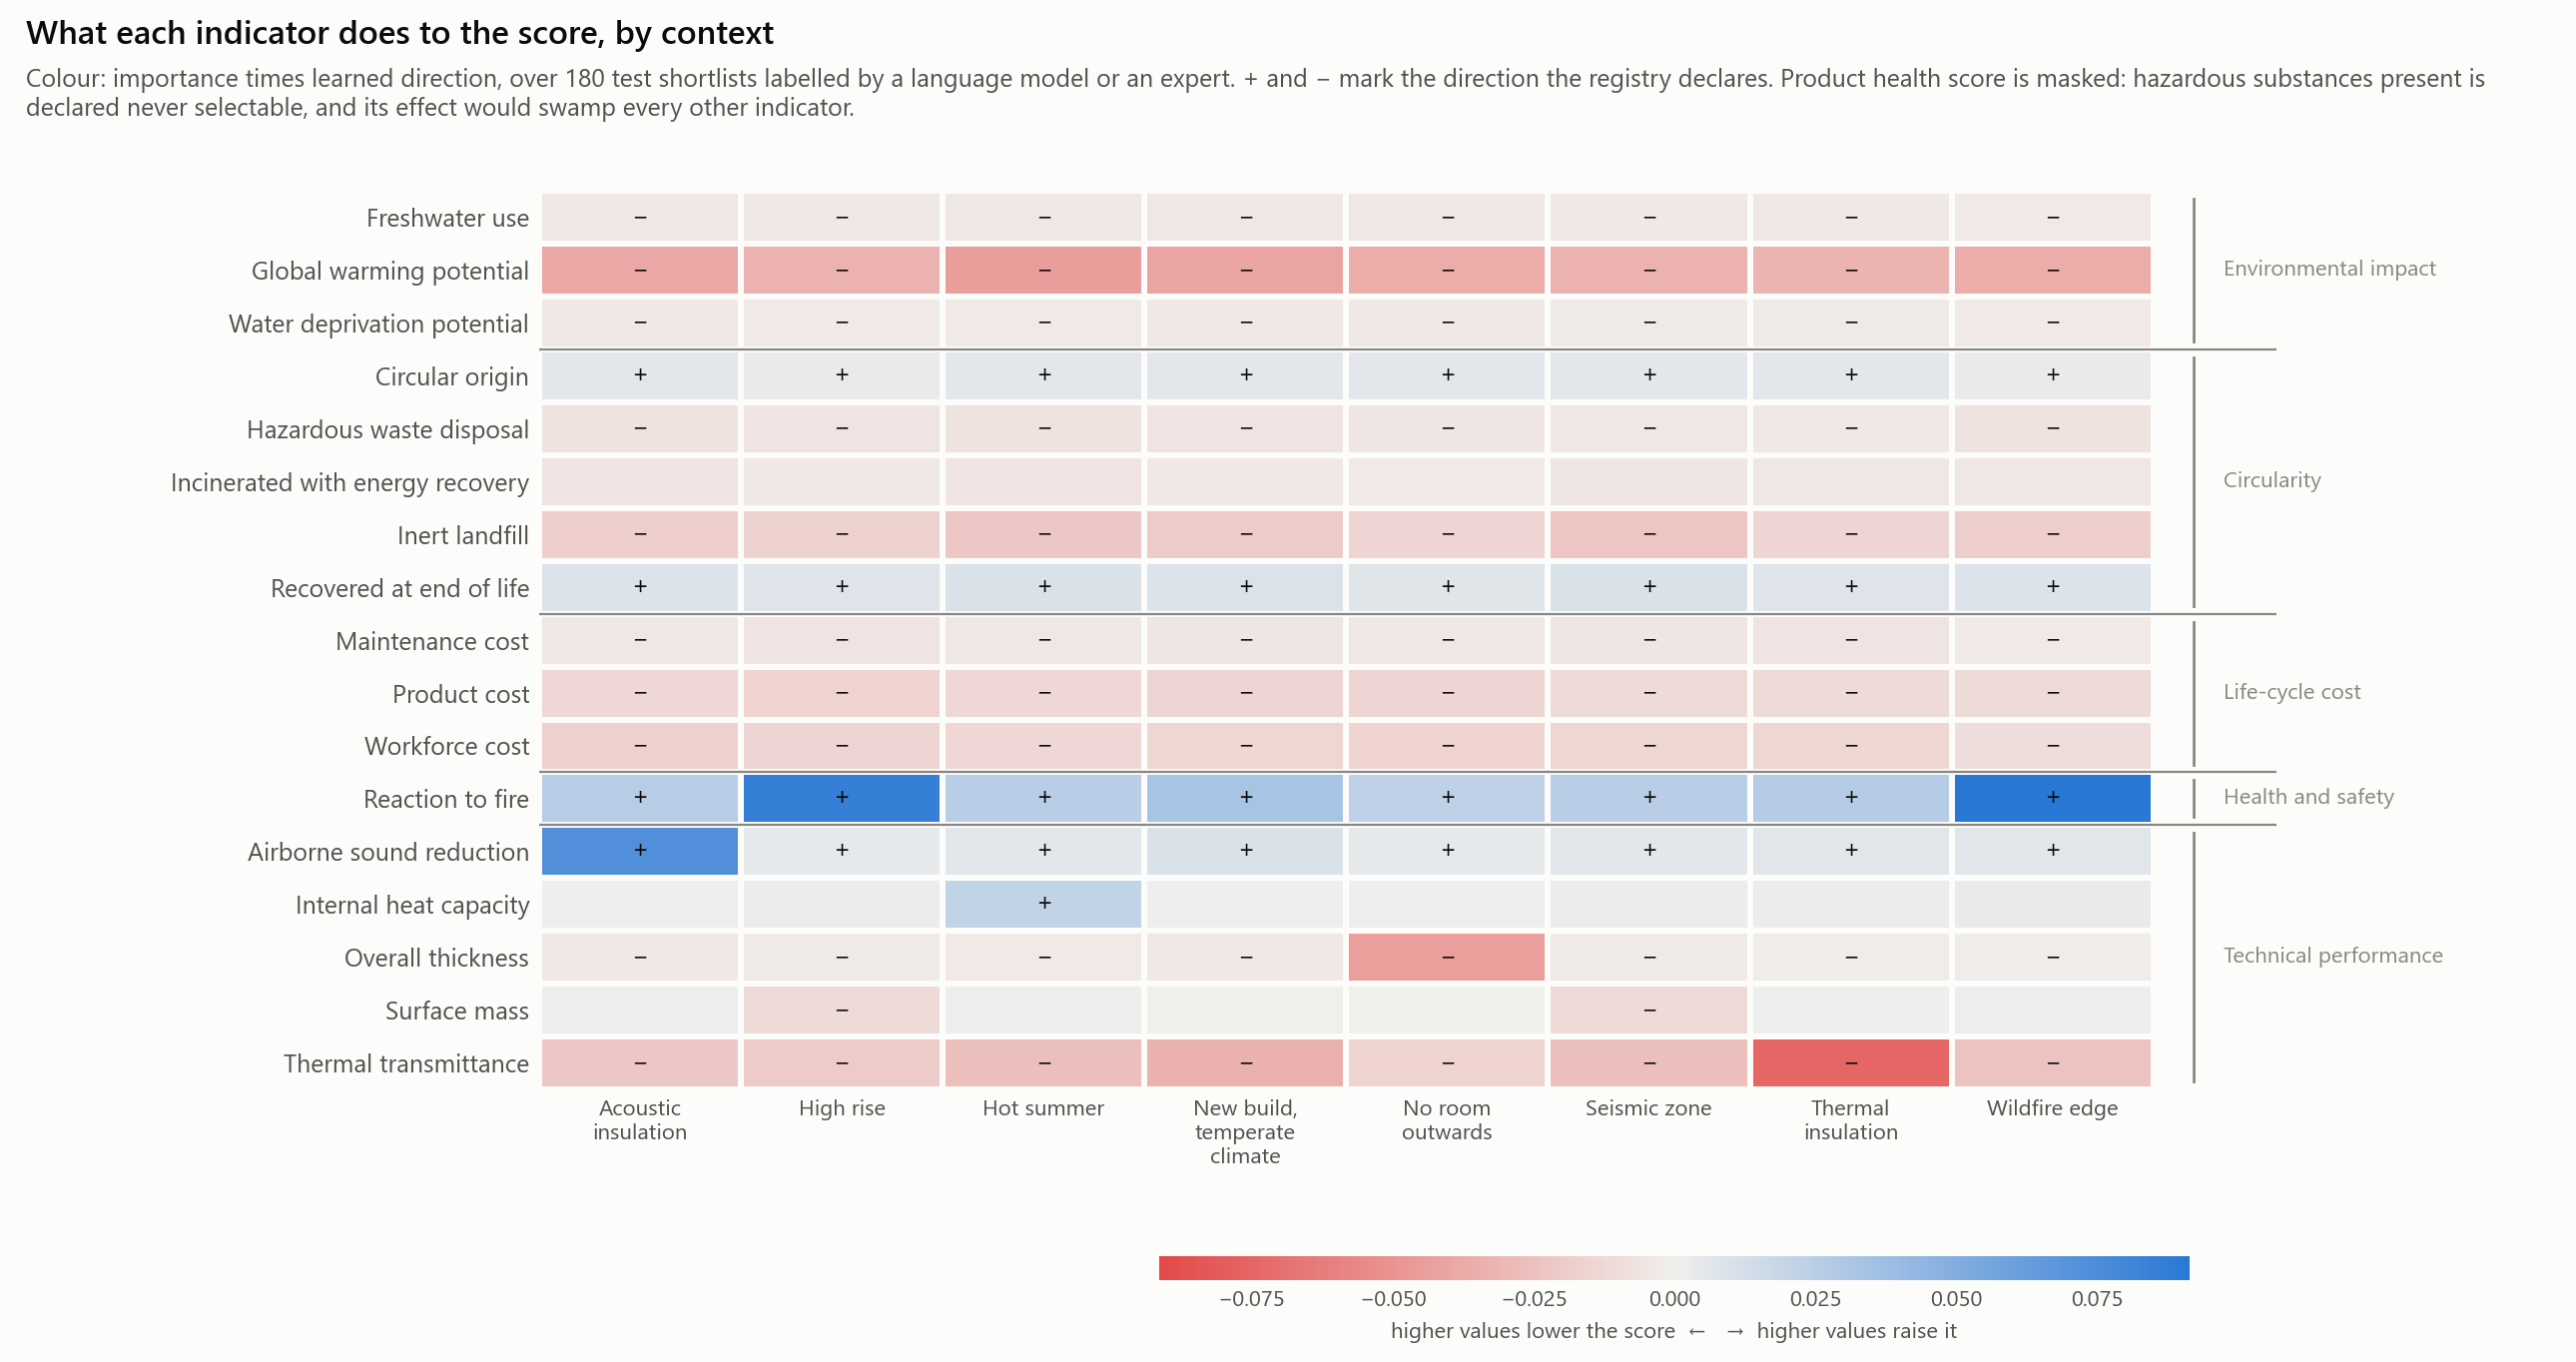 What each indicator does to the score, by context
Colour: importance times learned direction, over 180 test shortlists labelled by a language model or an expert. + and − mark the direction the registry declares. Product health score is masked: hazardous substances present is
declared never selectable, and its effect would swamp every other indicator.
Freshwater use − − − − − − − −
Global warming potential − − − − − − − −
Environmental impact
Water deprivation potential − − − − − − − −
Circular origin + + + + + + + +
Hazardous waste disposal − − − − − − − −
Incinerated with energy recovery
Circularity
Inert landfill − − − − − − − −
Recovered at end of life + + + + + + + +
Maintenance cost − − − − − − − −
Product cost − − − − − − − −
Life-cycle cost
Workforce cost − − − − − − − −
Reaction to fire + + + + + + + +
Health and safety
Airborne sound reduction + + + + + + + +
Internal heat capacity +
Overall thickness − − − − − − − −
Technical performance
Surface mass − −
Thermal transmittance − − − − − − − −
Acoustic
insulation
High rise
Hot summer
New build,
temperate
climate
No room
outwards
Seismic zone
Thermal
insulation
Wildfire edge
−0.075 −0.050 −0.025 0.000 0.025 0.050 0.075
higher values lower the score ← → higher values raise it